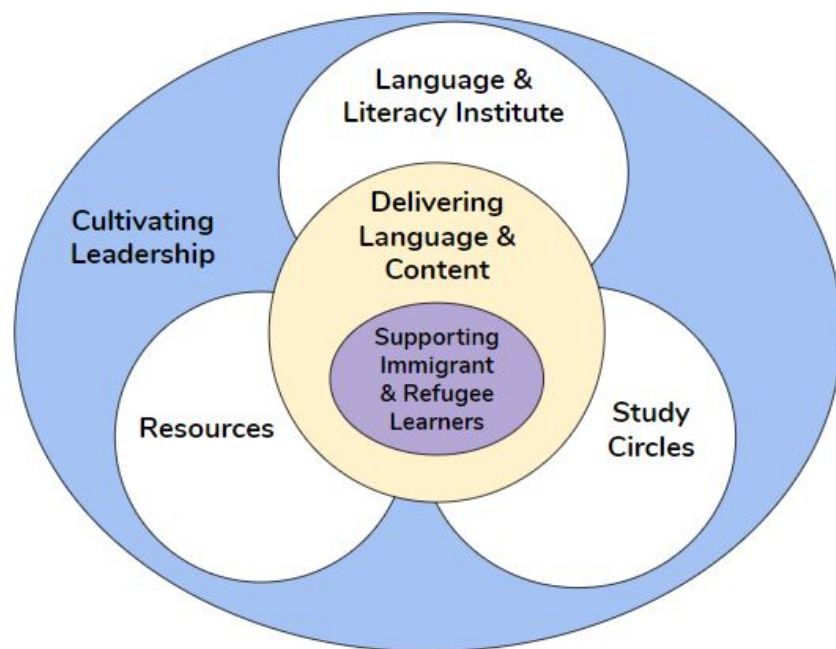 Language &
Literacy Institute
Delivering
Language &
Content
Cultivating
Leadership
Supporting
Immigrant
& Refugee
Learners
Resources
Study
Circles